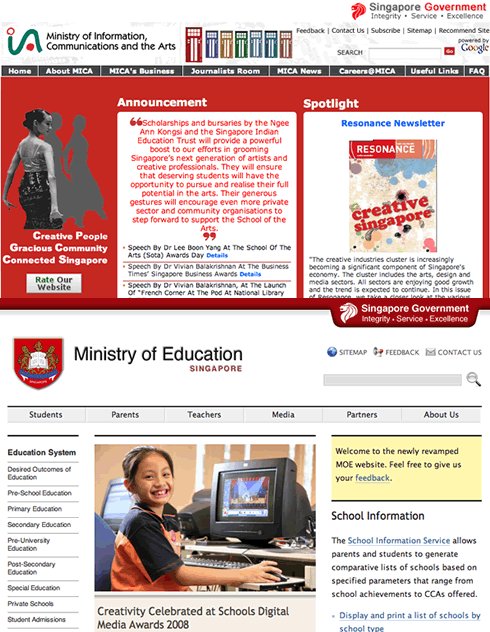 Singapore Government
Integrity • Service • Excellence
Ministry of Information,
Communications and the Arts
Feedback | Contact Us | Subscribe | Sitemap | Recommend Site
powered by
SEARCH Go Google
Home About MICA MICA's Business Journalists Room MICA News Careers@MICA Useful Links FAQ
Announcement
“Scholarships and bursaries by the Ngee
Ann Kongsi and the Singapore Indian
Education Trust will provide a powerful
boost to our efforts in grooming
Singapore's next generation of artists and
creative professionals. They will ensure
that deserving students will have the
opportunity to pursue and realise their full
potential in the arts. Their generous
gestures will encourage even more private
sector and community organisations to
step forward to support the School of the
Arts.
”
• Speech By Dr Lee Boon Yang At The School Of The
Arts (Sota) Awards Day Details
• Speech By Dr Vivian Balakrishnan At The Business
Times' Singapore Business Awards Details
• Speech By Dr Vivian Balakrishnan, At The Launch
Of "French Corner At The Pod At National Library
Spotlight
Resonance Newsletter
RESONANCE
creative
singapore
"The creative industries cluster is increasingly
becoming a significant component of Singapore's
economy. The cluster includes the arts, design and
media sectors. All sectors are enjoying good growth
and the trend is expected to continue. In this issue
of Resonance, we take a closer look at the various
Creative People
Gracious Community
Connected Singapore
Rate Our
Website
Singapore Government
Integrity • Service • Excellence
Ministry of Education
SINGAPORE
SITEMAP FEEDBACK CONTACT US
Students Parents Teachers Media Partners About Us
Education System
Desired Outcomes of
Education
Pre-School Education
Primary Education
Secondary Education
Pre-University
Education
Post-Secondary
Education
Special Education
Private Schools
Student Admissions
Creativity Celebrated at Schools Digital
Media Awards 2008
Welcome to the newly revamped
MOE website. Feel free to give us
your feedback.
School Information
The School Information Service allows
parents and students to generate
comparative lists of schools based on
specified parameters that range from
school achievements to CCAs offered.
Display and print a list of schools by
school type